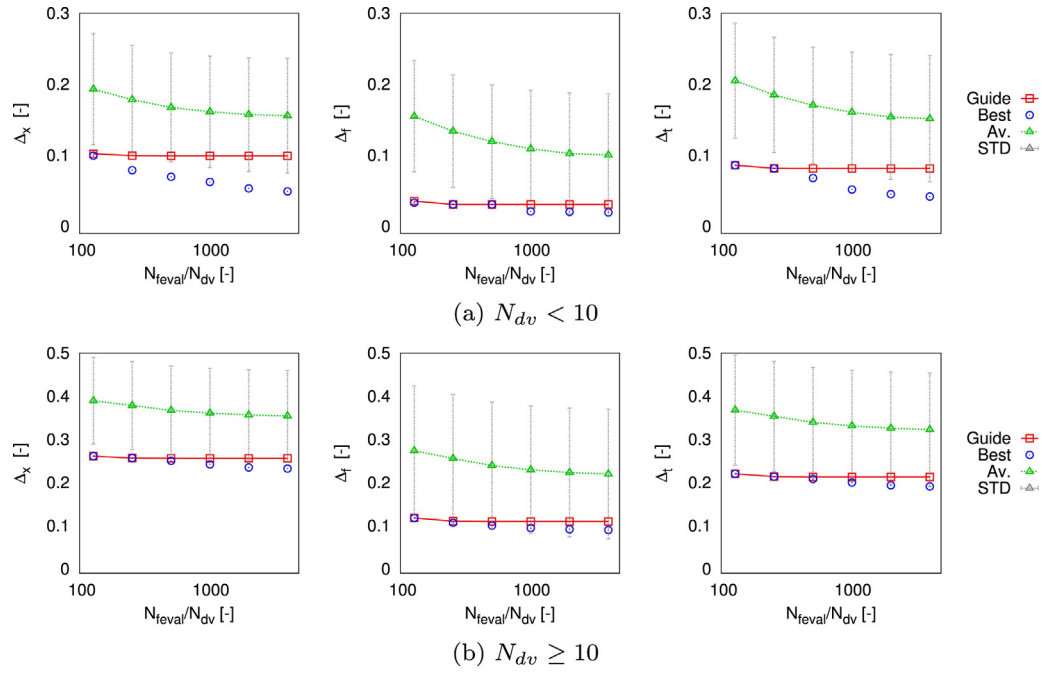 0.3
0.2
0.1
0
Δx [-]
100
1000
Nfeval/Ndv [-]
0.3
0.2
0.1
0
Δf [-]
100
1000
Nfeval/Ndv [-]
0.3
0.2
0.1
0
Δt [-]
100
1000
Nfeval/Ndv [-]
Guide
Best
Av.
STD
(a) Ndv < 10
0.5
0.4
0.3
0.2
0.1
0
Δx [-]
100
1000
Nfeval/Ndv [-]
0.5
0.4
0.3
0.2
0.1
0
Δf [-]
100
1000
Nfeval/Ndv [-]
0.5
0.4
0.3
0.2
0.1
0
Δt [-]
100
1000
Nfeval/Ndv [-]
Guide
Best
Av.
STD
(b) Ndv ≥ 10